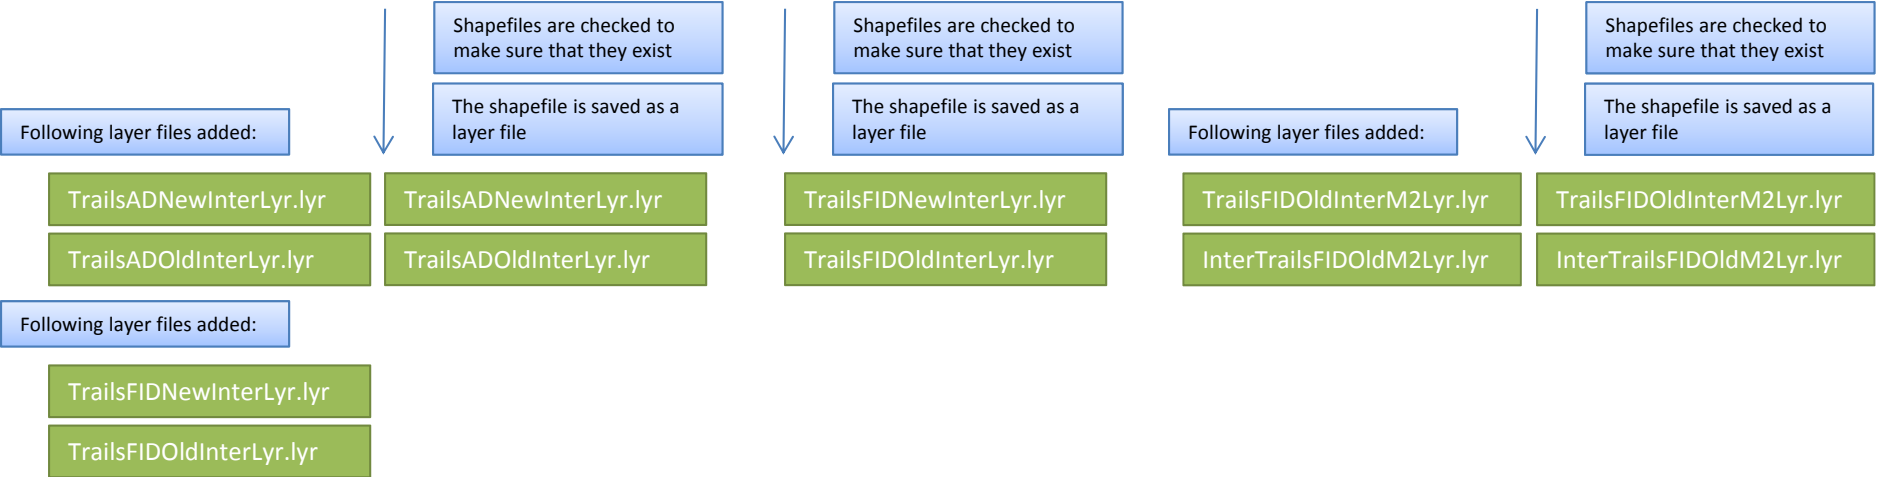 Shapefiles are checked to
make sure that they exist
Shapefiles are checked to
make sure that they exist
Shapefiles are checked to
make sure that they exist
The shapefile is saved as a
layer file
The shapefile is saved as a
layer file
The shapefile is saved as a
layer file
Following layer files added:
Following layer files added:
TrailsADNewInterLyr.lyr
TrailsADNewInterLyr.lyr
TrailsFIDNewInterLyr.lyr
TrailsFIDOldInterM2Lyr.lyr
TrailsFIDOldInterM2Lyr.lyr
TrailsADOldInterLyr.lyr
TrailsADOldInterLyr.lyr
TrailsFIDOldInterLyr.lyr
InterTrailsFIDOldM2Lyr.lyr
InterTrailsFIDOldM2Lyr.lyr
Following layer files added:
TrailsFIDNewInterLyr.lyr
TrailsFIDOldInterLyr.lyr